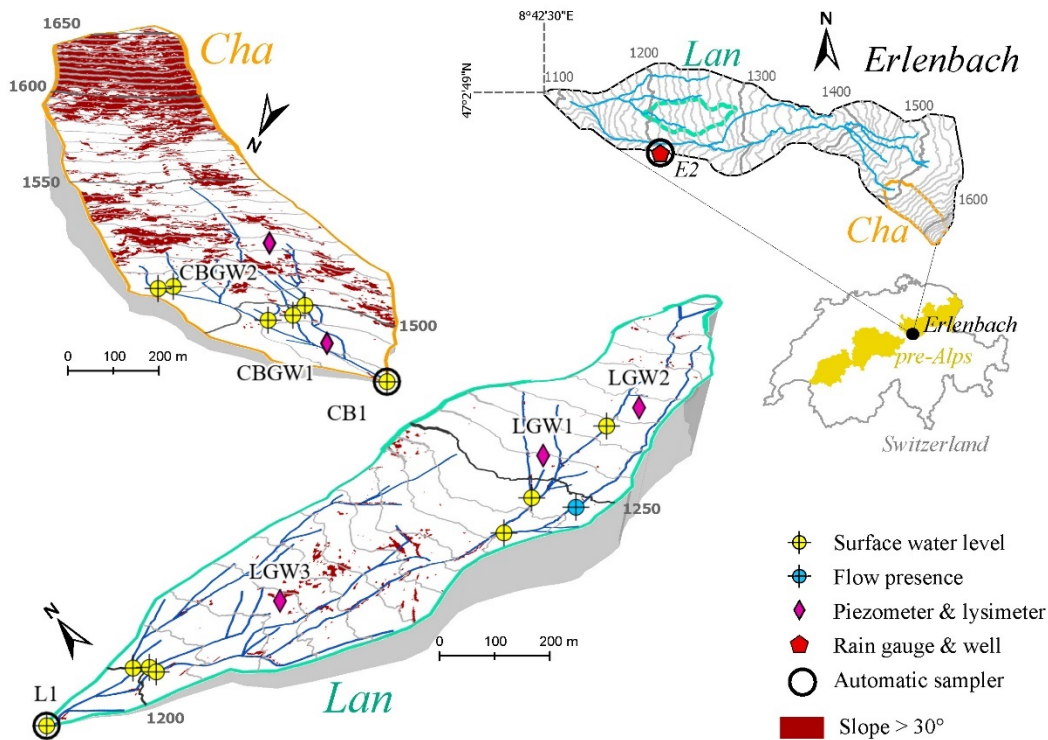 1650
Cha
1600
N
1550
CBGW2
1500
0 100 200 m
CBGW1
CB1
8°42'30"E
47°2'49"N
N
Erlenbach
Lan
1100
1200
1300
1400
1500
E2
1600
Cha
Erlenbach
pre-Alps
Switzerland
LGW2
LGW1
1250
LGW3
N
0 100 200 m
L1
1200
Lan
Surface water level
Flow presence
Piezometer & lysimeter
Rain gauge & well
Automatic sampler
Slope > 30°